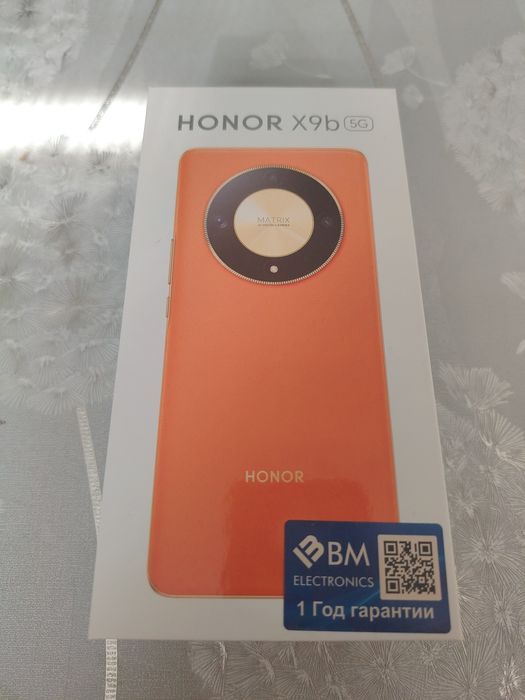 HONOR X9b 5G
MATRIX
HONOR
BM
ELECTRONICS
1 Год гарантии